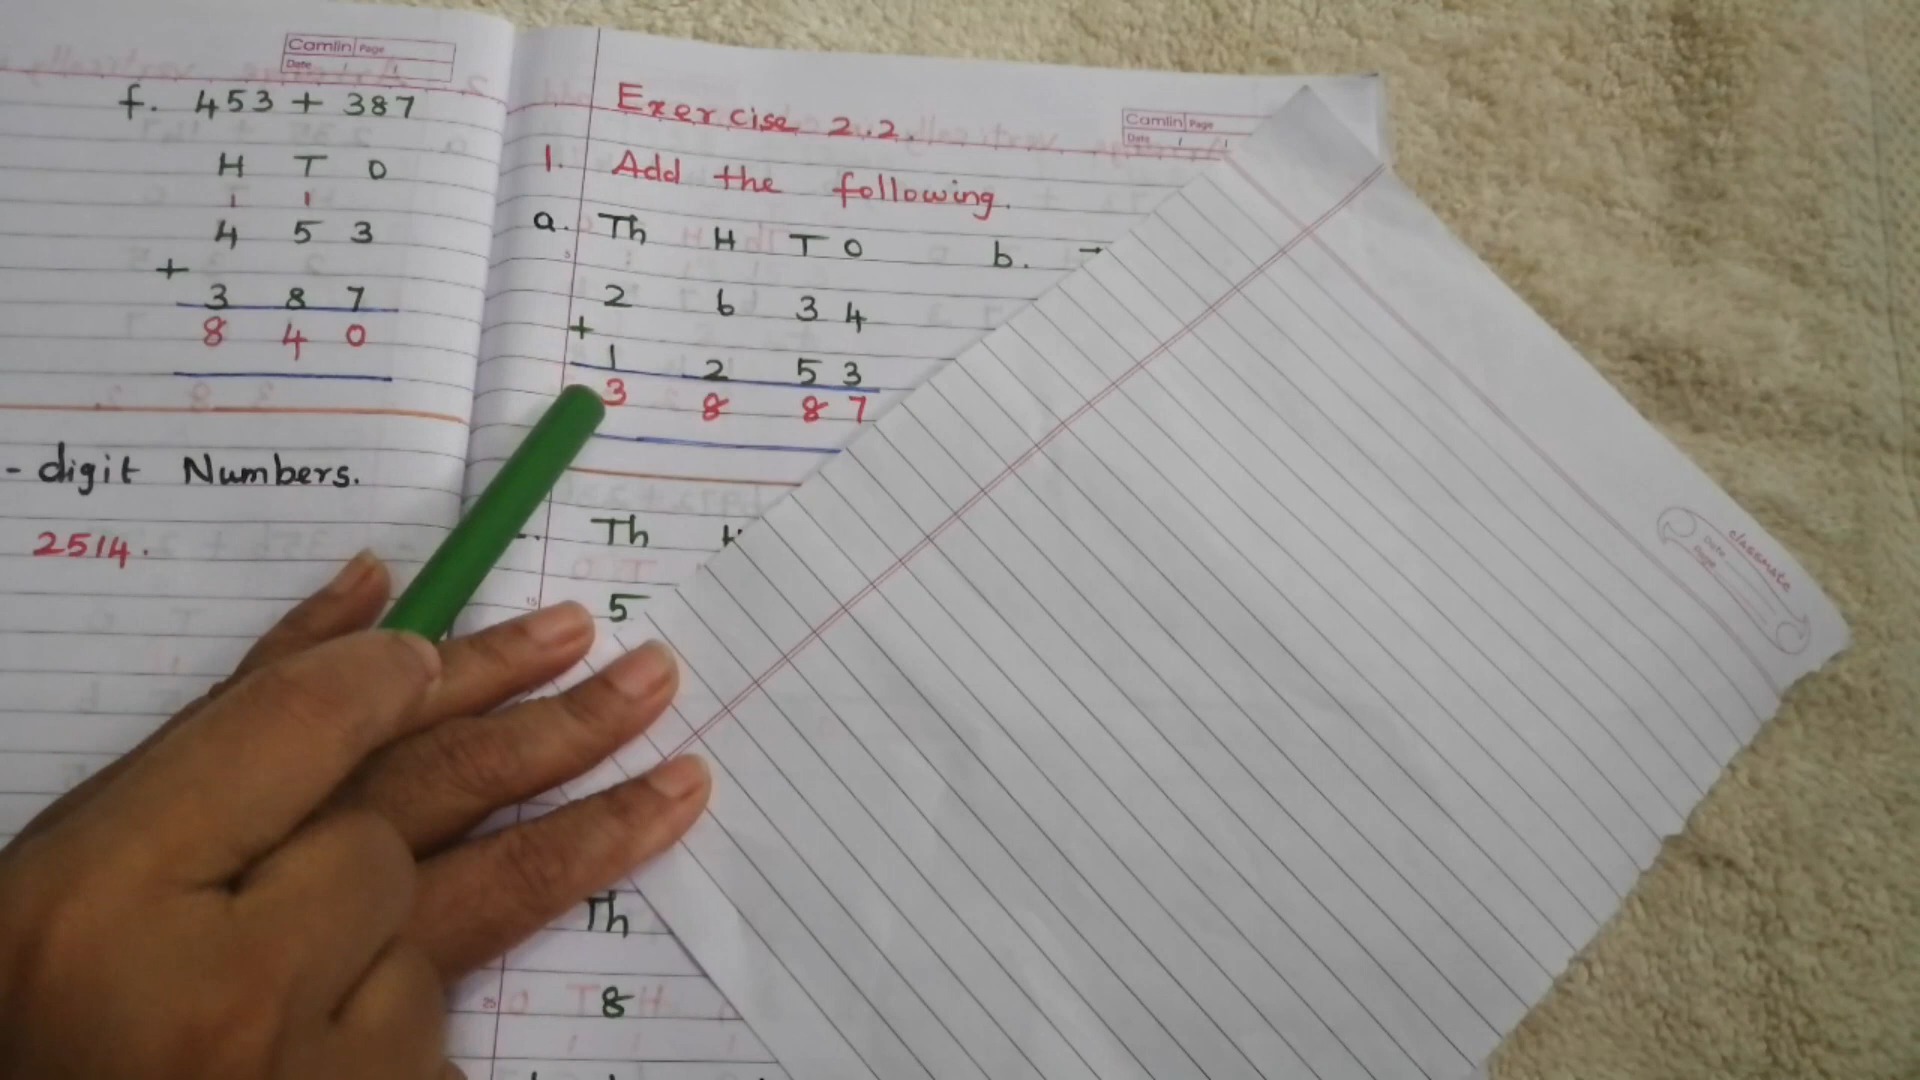 Camlin Page
Date
f. 453 + 387
H T O
1 1
4 5 3
+
3 8 7
8 4 0
- digit Numbers.
2514.
Exercise 2.2.
Camlin Page
Date
1. Add the following.
a. Th H T O b.
2 6 3 4
+
1 2 5 3
3 8 8 7
Th H
5
Th
8
classmate
Date
Page
15
25